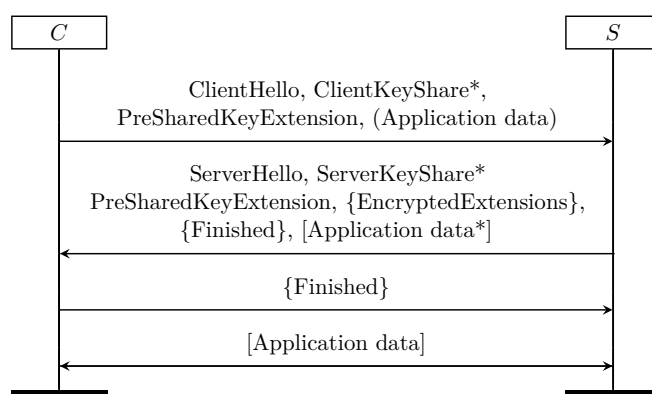 C
S
ClientHello, ClientKeyShare*,
PreSharedKeyExtension, (Application data)
ServerHello, ServerKeyShare*
PreSharedKeyExtension, {EncryptedExtensions},
{Finished}, [Application data*]
{Finished}
[Application data]